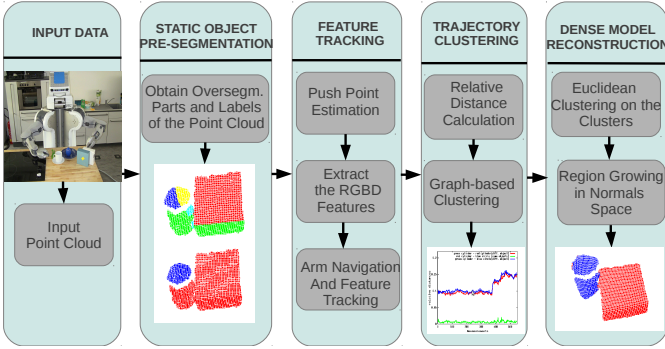 INPUT DATA
Input
Point Cloud
STATIC OBJECT
PRE-SEGMENTATION
Obtain Oversegm.
Parts and Labels
of the Point Cloud
FEATURE
TRACKING
Push Point
Estimation
Extract
the RGBD
Features
Arm Navigation
And Feature
Tracking
TRAJECTORY
CLUSTERING
Relative
Distance
Calculation
Graph-based
Clustering
DENSE MODEL
RECONSTRUCTION
Euclidean
Clustering on the
Clusters
Region Growing
in Normals
Space